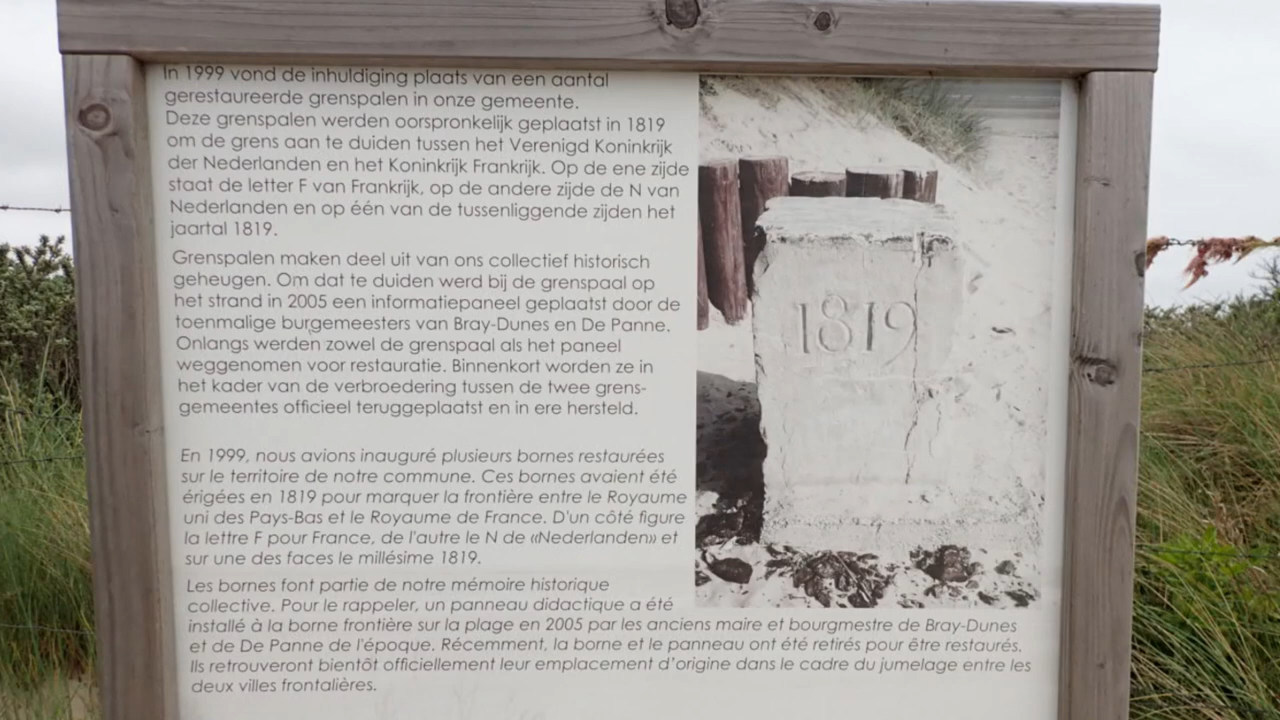 In 1999 vond de inhuldiging plaats van een aantal
gerestaureerde grenspalen in onze gemeente.
Deze grenspalen werden oorspronkelijk geplaatst in 1819
om de grens aan te duiden tussen het Verenigd Koninkrijk
der Nederlanden en het Koninkrijk Frankrijk. Op de ene zijde
staat de letter F van Frankrijk, op de andere zijde de N van
Nederlanden en op één van de tussenliggende zijden het
jaartal 1819.
Grenspalen maken deel uit van ons collectief historisch
geheugen. Om dat te duiden werd bij de grenspaal op
het strand in 2005 een informatiepaneel geplaatst door de
toenmalige burgemeesters van Bray-Dunes en De Panne.
Onlangs werden zowel de grenspaal als het paneel
weggenomen voor restauratie. Binnenkort worden ze in
het kader van de verbroedering tussen de twee grens-
gemeentes officieel teruggeplaatst en in ere hersteld.
1819
En 1999, nous avions inauguré plusieurs bornes restaurées
sur le territoire de notre commune. Ces bornes avaient été
érigées en 1819 pour marquer la frontière entre le Royaume
uni des Pays-Bas et le Royaume de France. D'un côté figure
la lettre F pour France, de l'autre le N de «Nederlanden» et
sur une des faces le millésime 1819.
Les bornes font partie de notre mémoire historique
collective. Pour le rappeler, un panneau didactique a été
installé à la borne frontière sur la plage en 2005 par les anciens maire et bourgmestre de Bray-Dunes
et de De Panne de l'époque. Récemment, la borne et le panneau ont été retirés pour être restaurés.
Ils retrouveront bientôt officiellement leur emplacement d'origine dans le cadre du jumelage entre les
deux villes frontalières.